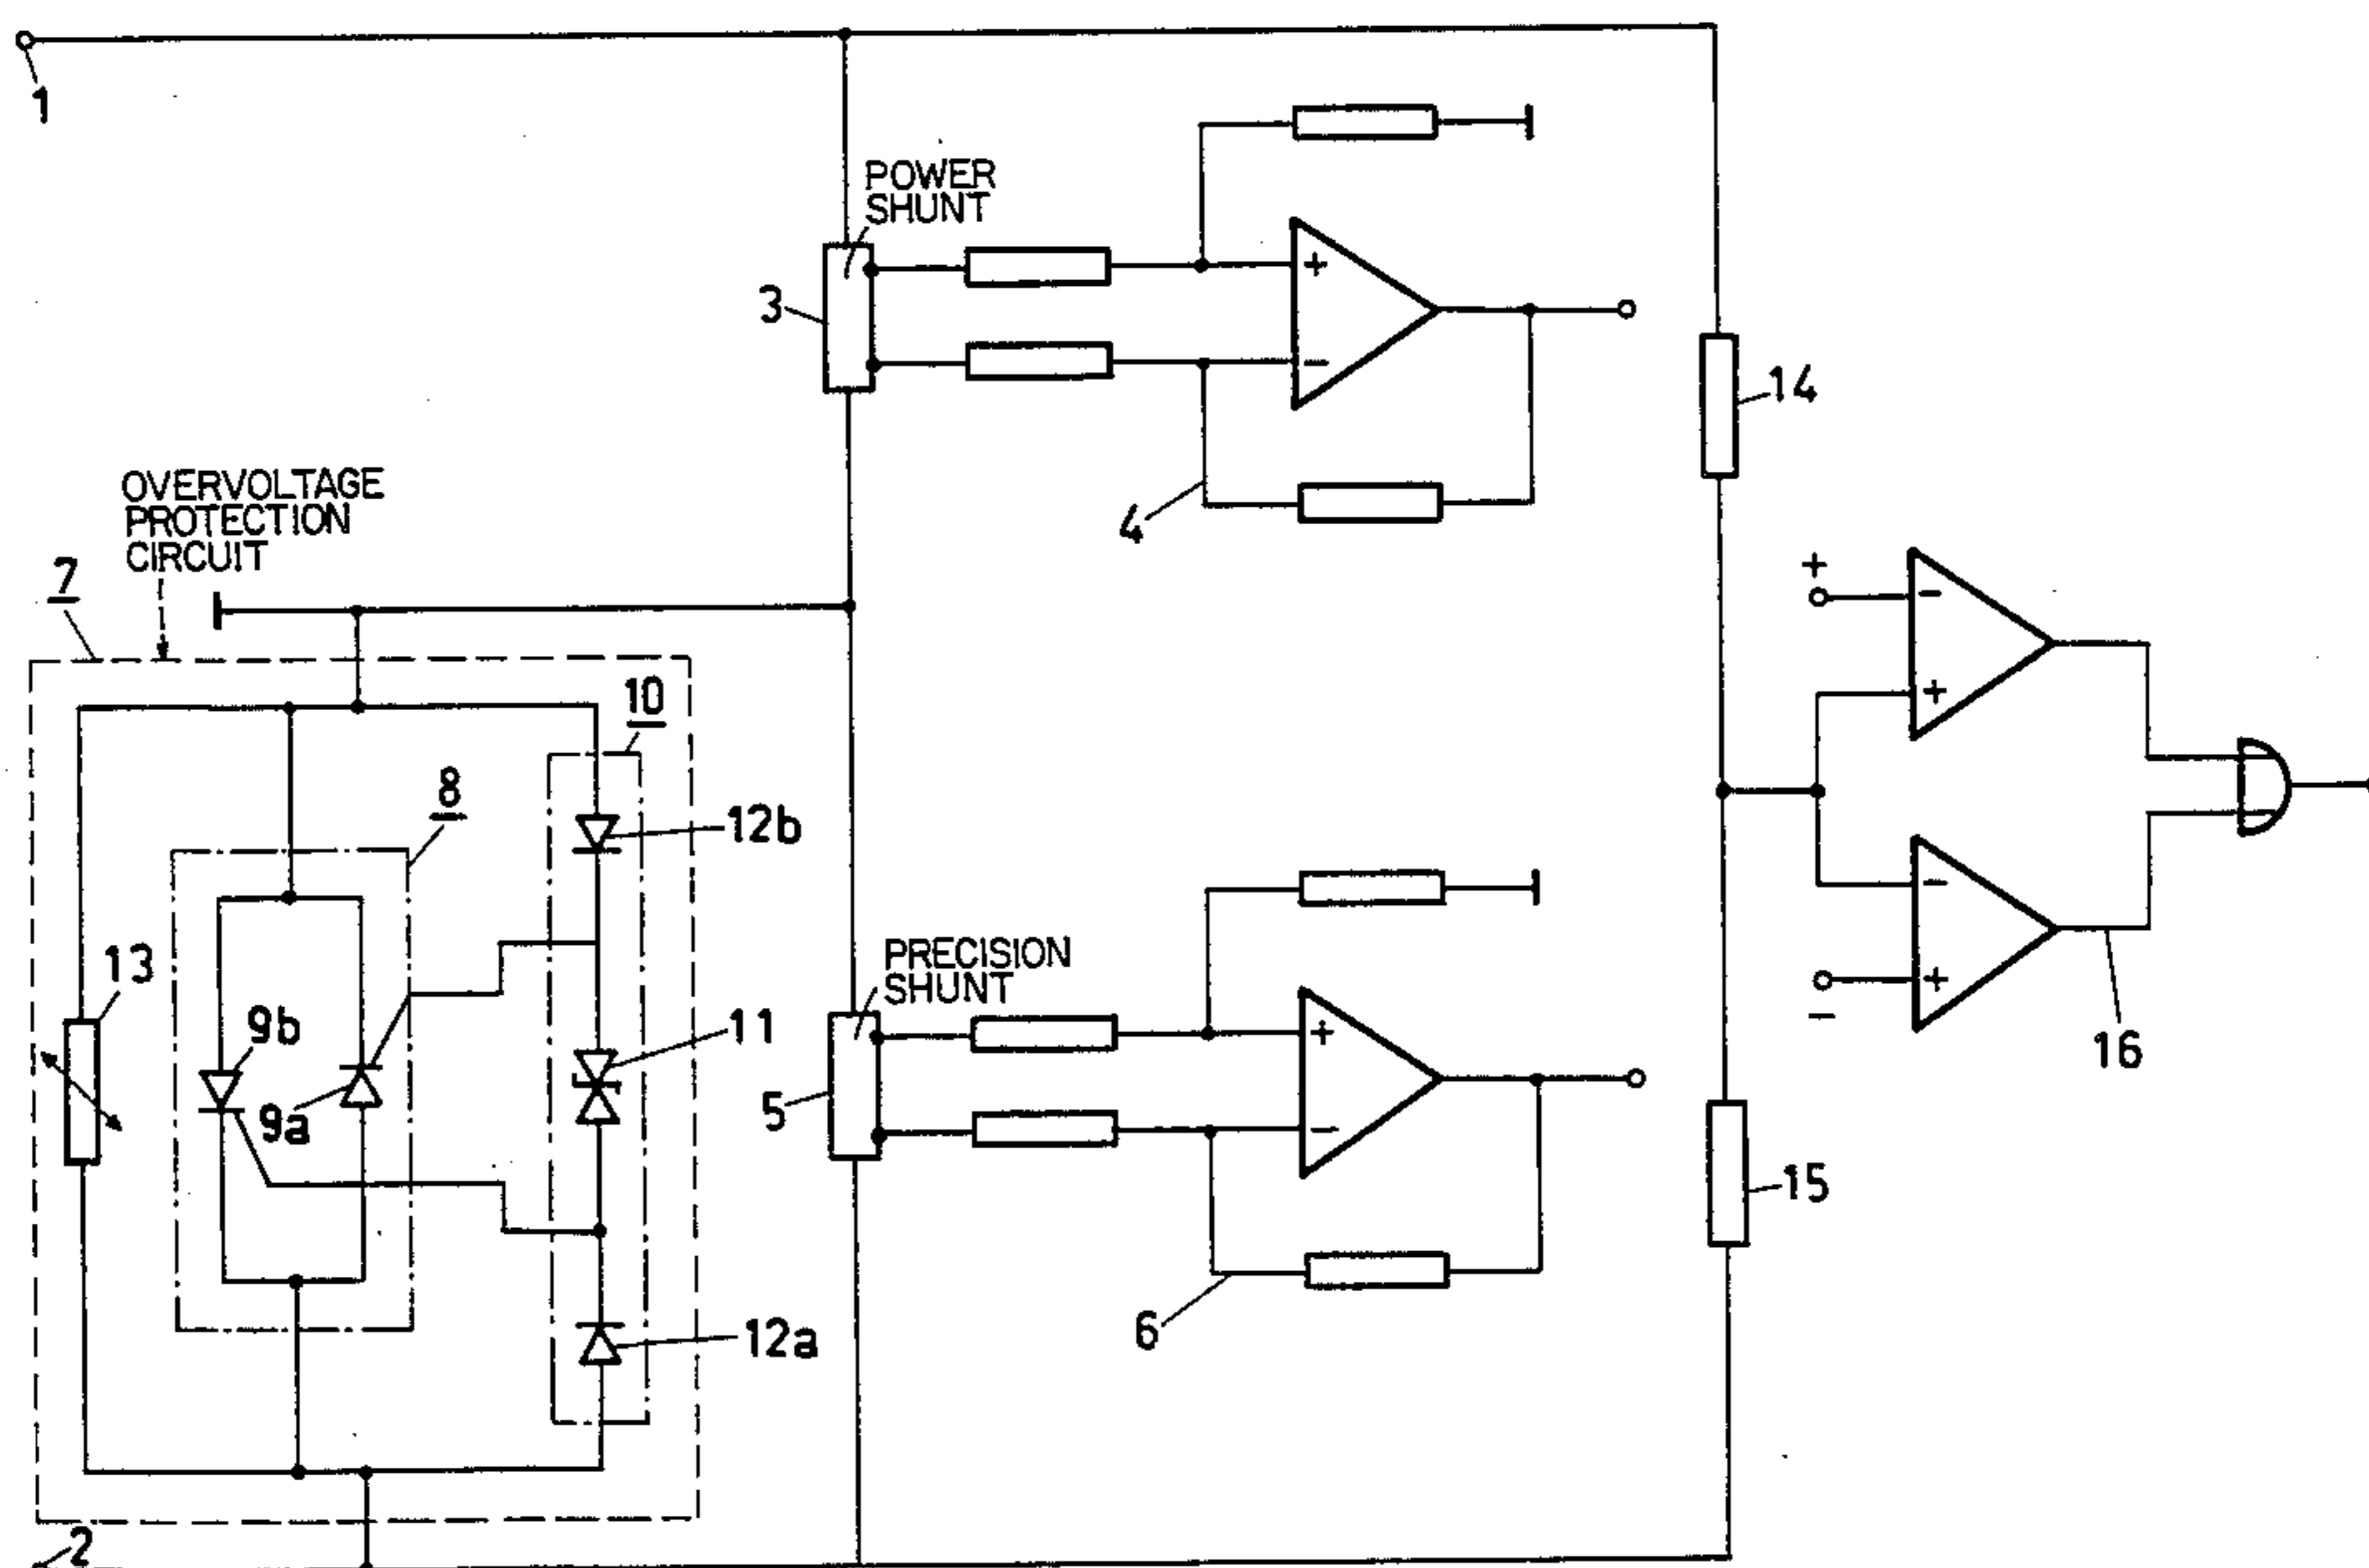 1
POWER
SHUNT
+
3
−
14
4
OVERVOLTAGE
PROTECTION
CIRCUIT
7
+
−
10
+
8
12b
−
13
PRECISION
SHUNT
+
−
9b
11
+
16
9a
5
−
15
6
12a
2